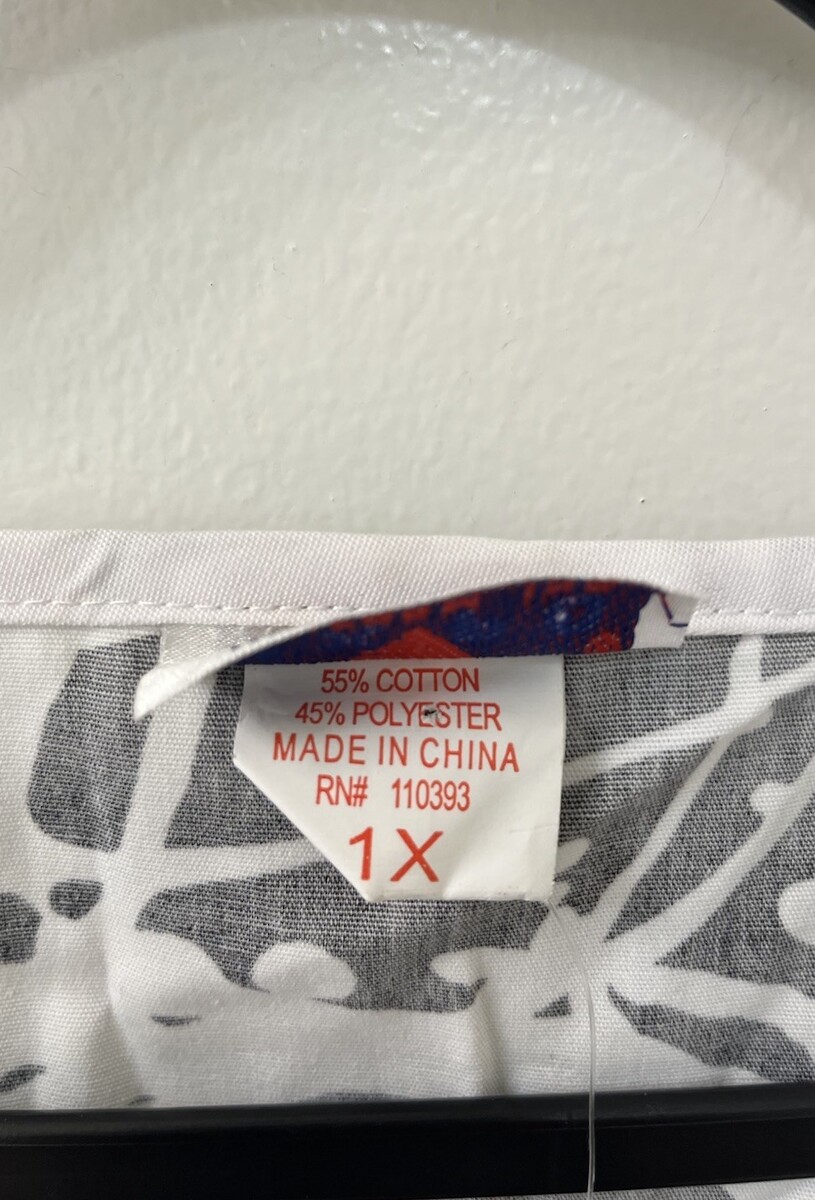 55% COTTON
45% POLYESTER
MADE IN CHINA
RN# 110393
1X